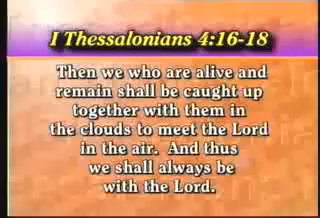 I Thessalonians 4:16-18
Then we who are alive and
remain shall be caught up
together with them in
the clouds to meet the Lord
in the air. And thus
we shall always be
with the Lord.